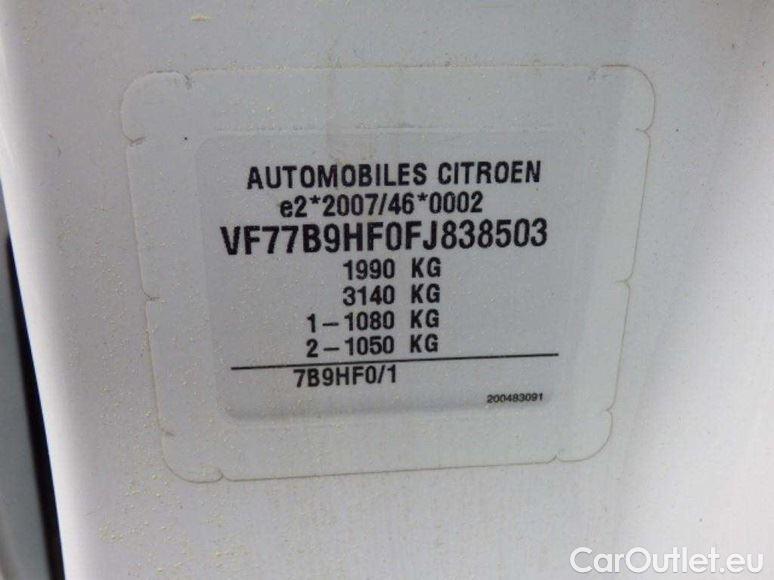 AUTOMOBILES CITROEN
e2*2007/46*0002
VF77B9HF0FJ838503
1990 KG
3140 KG
1-1080 KG
2-1050 KG
7B9HF0/1
200483091
CarOutlet.eu